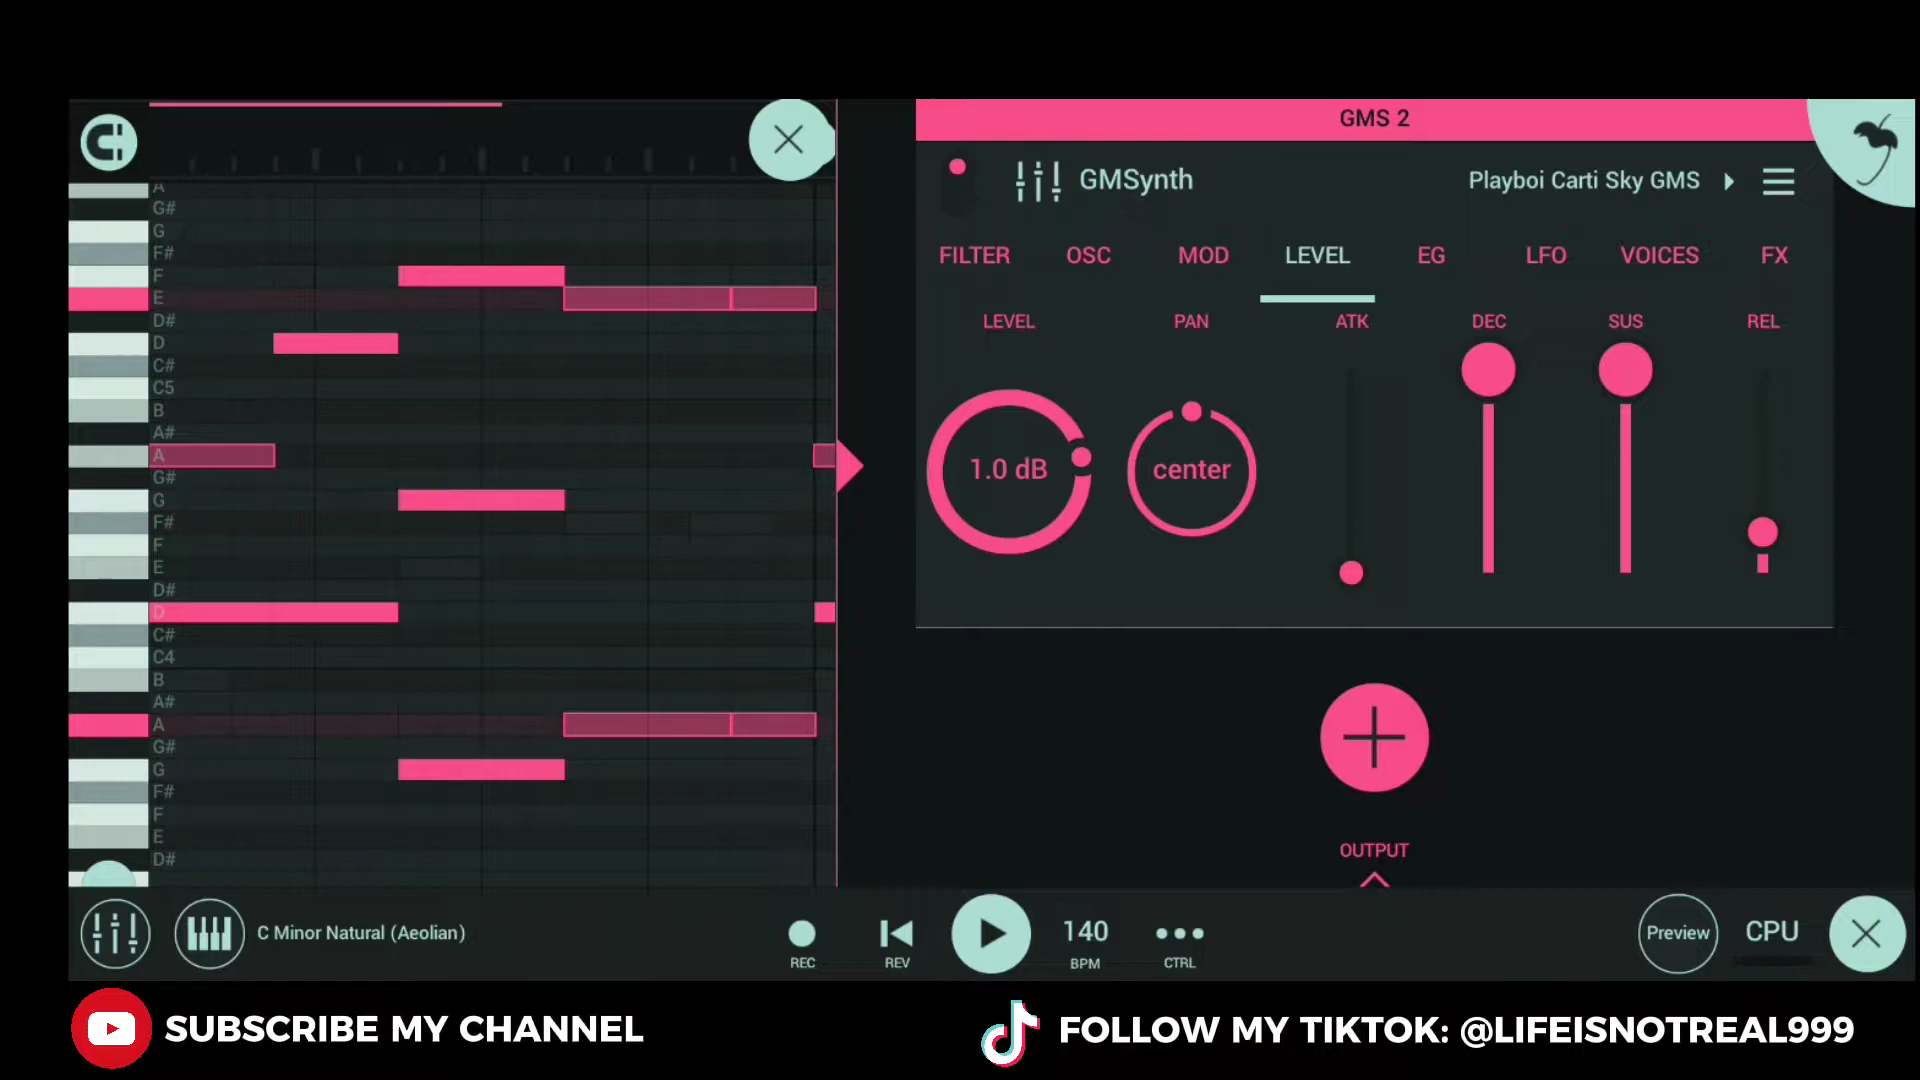 GMS 2
GMSynth
Playboi Carti Sky GMS
FILTER OSC MOD LEVEL EG LFO VOICES FX
LEVEL PAN ATK DEC SUS REL
1.0 dB
center
OUTPUT
A
G#
G
F#
F
E
D#
D
C#
C5
B
A#
A
G#
G
F#
F
E
D#
D
C#
C4
B
A#
A
G#
G
F#
F
E
D#
C Minor Natural (Aeolian)
REC
REV
140
BPM
CTRL
Preview
CPU
SUBSCRIBE MY CHANNEL
FOLLOW MY TIKTOK: @LIFEISNOTREAL999